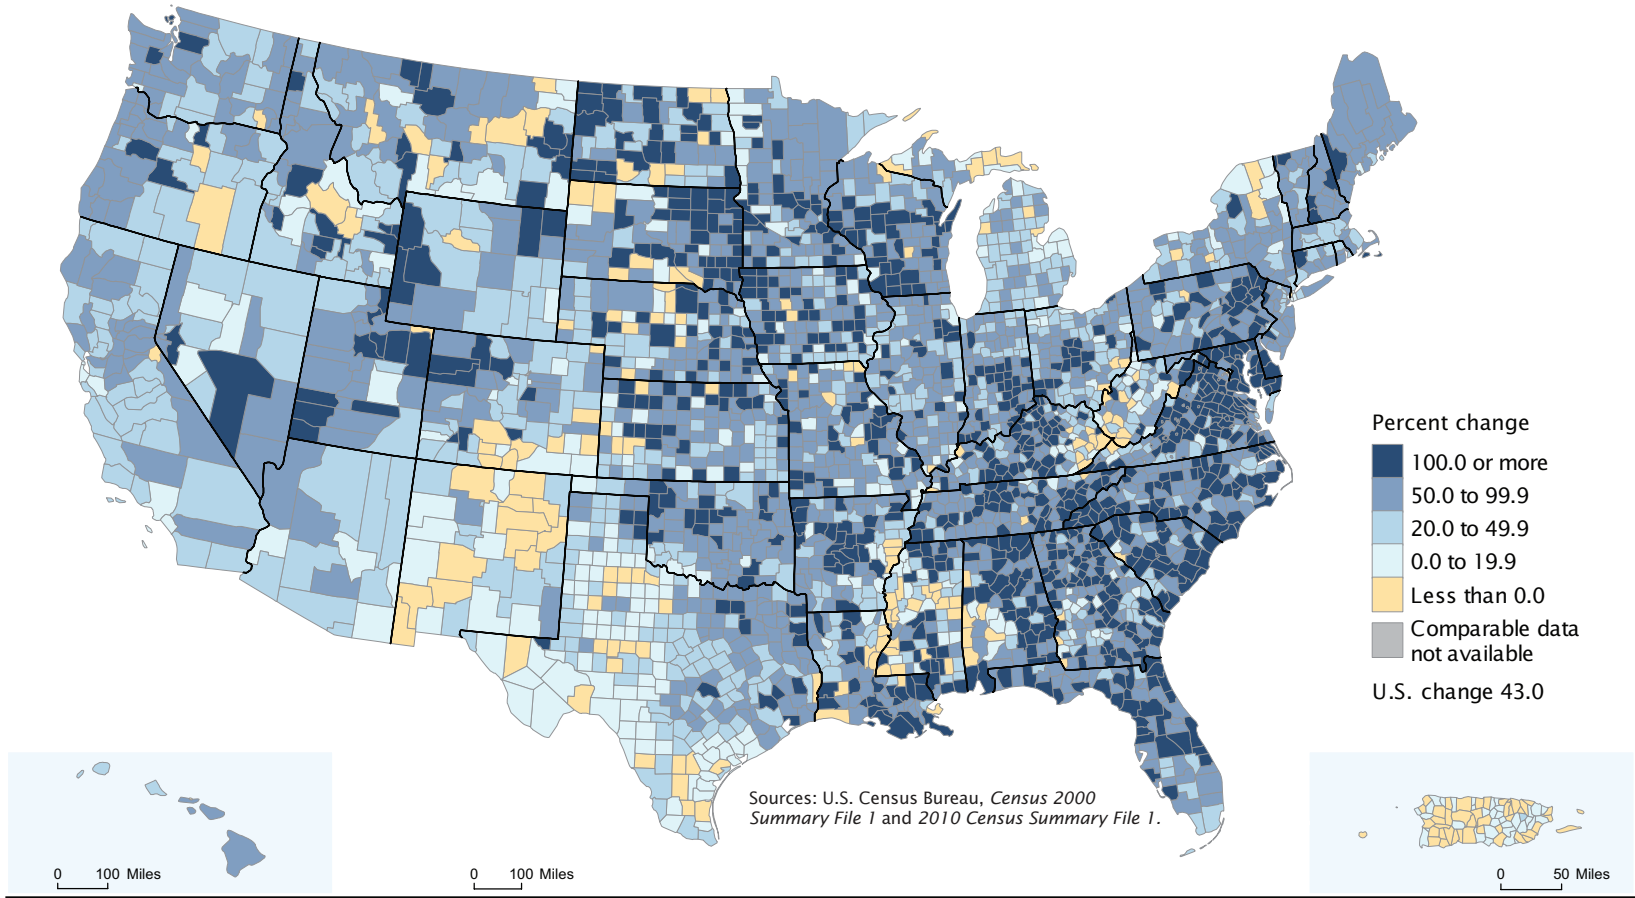 Percent change
100.0 or more
50.0 to 99.9
20.0 to 49.9
0.0 to 19.9
Less than 0.0
Comparable data
not available
U.S. change 43.0
Sources: U.S. Census Bureau, Census 2000
Summary File 1 and 2010 Census Summary File 1.
0 100 Miles
0 100 Miles
0 50 Miles